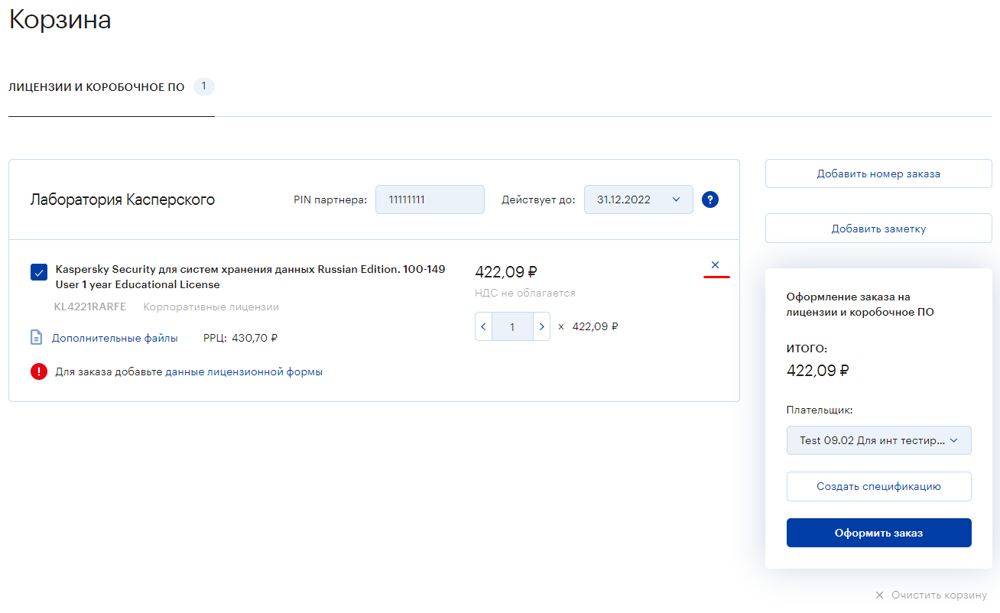 Корзина
ЛИЦЕНЗИИ И КОРОБОЧНОЕ ПО 1
Лаборатория Касперского PIN партнера: 11111111 Действует до: 31.12.2022 ?
Kaspersky Security для систем хранения данных Russian Edition. 100-149
User 1 year Educational License
KL4221RARFE Корпоративные лицензии
Дополнительные файлы РРЦ: 430,70 ₽
! Для заказа добавьте данные лицензионной формы
422,09 ₽
НДС не облагается
1 x 422,09 ₽
Добавить номер заказа
Добавить заметку
Оформление заказа на
лицензии и коробочное ПО
ИТОГО:
422,09 ₽
Плательщик:
Test 09.02 Для инт тестир...
Создать спецификацию
Оформить заказ
Очистить корзину